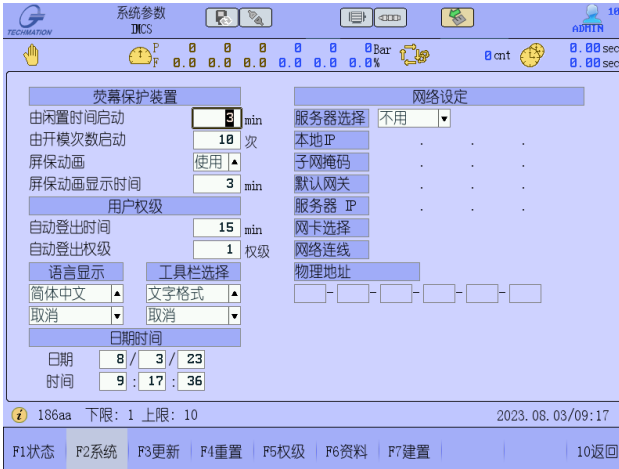 TECHMATION
系统参数
IMCS
10
ADMIN
P 0 0 0 0 0 0Bar
F 0.0 0.0 0.0 0.0 0.0 0.0%
0cnt
0.00sec
0.00sec
荧幕保护装置
由闲置时间启动 3 min
由开模次数启动 10 次
屏保动画 使用
屏保动画显示时间 3 min
用户权级
自动登出时间 15 min
自动登出权级 1 权级
语言显示 工具栏选择
简体中文 文字格式
取消 取消
日期时间
日期 8 / 3 / 23
时间 9 : 17 : 36
网络设定
服务器选择 不用
本地IP . . .
子网掩码 . . .
默认网关 . . .
服务器 IP . . .
网卡选择
网络连线
物理地址
- - - - -
186aa 下限: 1 上限: 10
2023.08.03/09:17
F1状态 F2系统 F3更新 F4重置 F5权级 F6资料 F7建置 10返回